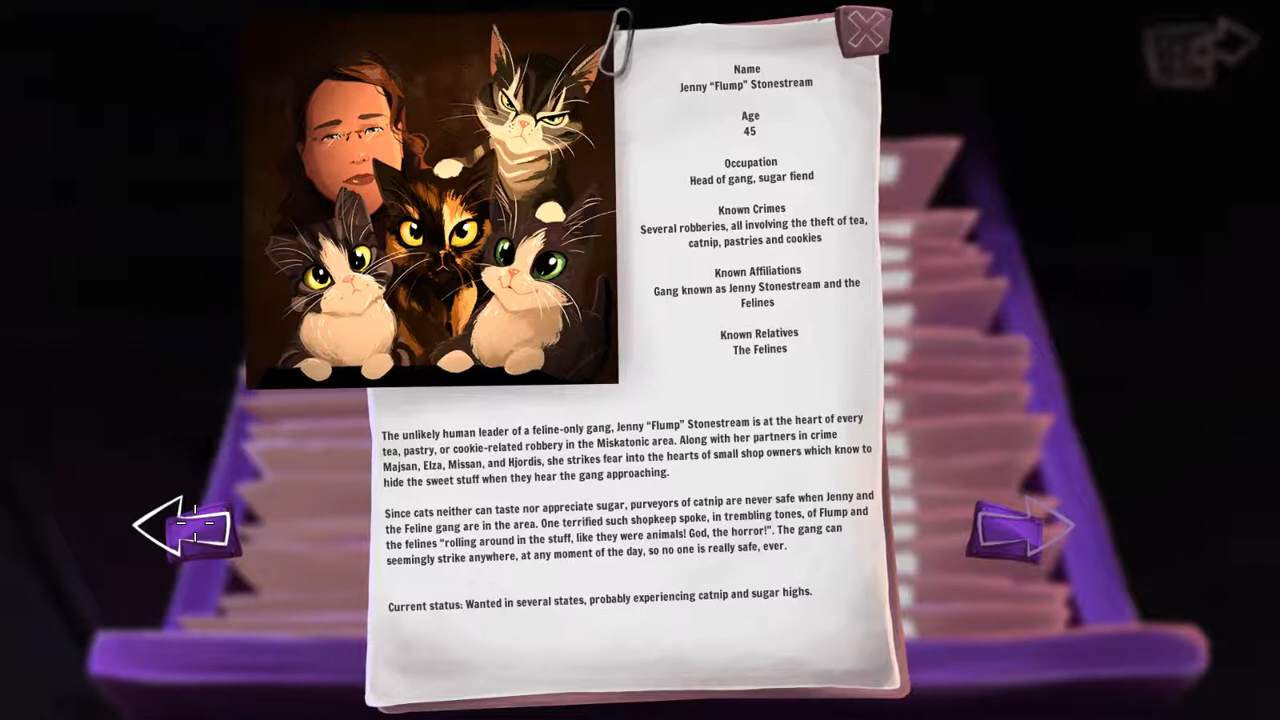 Name
Jenny “Flump” Stonestream
Age
45
Occupation
Head of gang, sugar fiend
Known Crimes
Several robberies, all involving the theft of tea,
catnip, pastries and cookies
Known Affiliations
Gang known as Jenny Stonestream and the
Felines
Known Relatives
The Felines
The unlikely human leader of a feline-only gang, Jenny “Flump” Stonestream is at the heart of every
tea, pastry, or cookie-related robbery in the Miskatonic area. Along with her partners in crime
Majsan, Elza, Missan, and Hjordis, she strikes fear into the hearts of small shop owners which know to
hide the sweet stuff when they hear the gang approaching.
Since cats neither can taste nor appreciate sugar, purveyors of catnip are never safe when Jenny and
the Feline gang are in the area. One terrified such shopkeep spoke, in trembling tones, of Flump and
the felines “rolling around in the stuff, like they were animals! God, the horror!”. The gang can
seemingly strike anywhere, at any moment of the day, so no one is really safe, ever.
Current status: Wanted in several states, probably experiencing catnip and sugar highs.